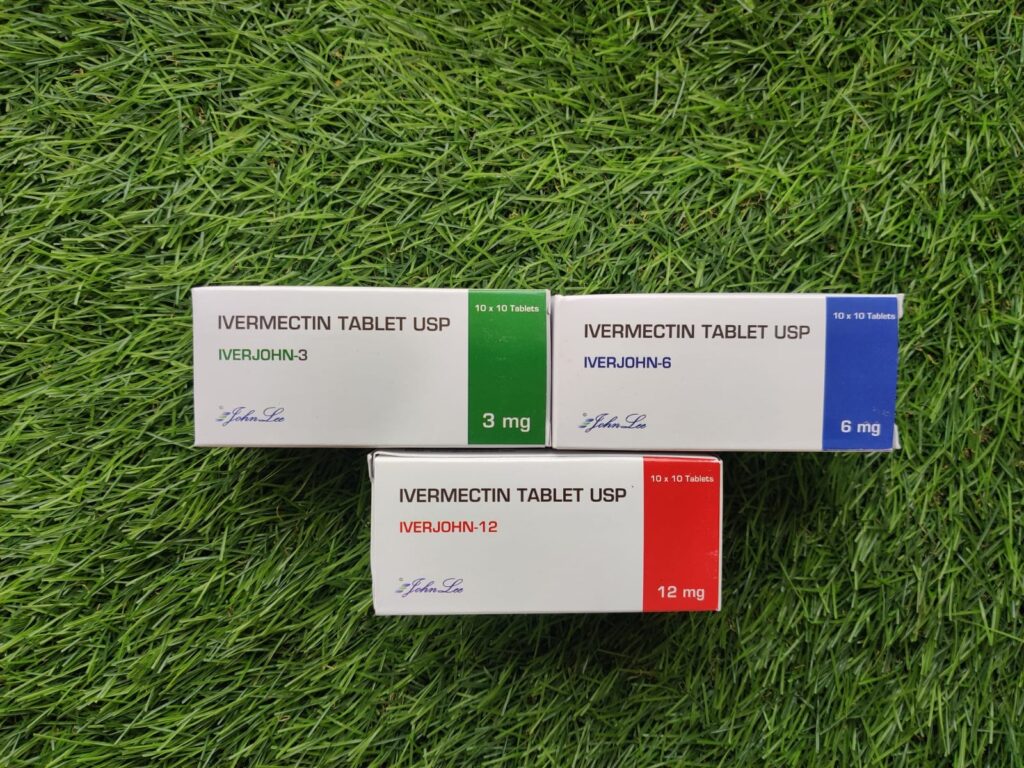 IVERMECTIN TABLET USP
IVERJOHN-3
John Lee
10 x 10 Tablets
3 mg
IVERMECTIN TABLET USP
IVERJOHN-6
John Lee
10 x 10 Tablets
6 mg
IVERMECTIN TABLET USP
IVERJOHN-12
John Lee
10 x 10 Tablets
12 mg